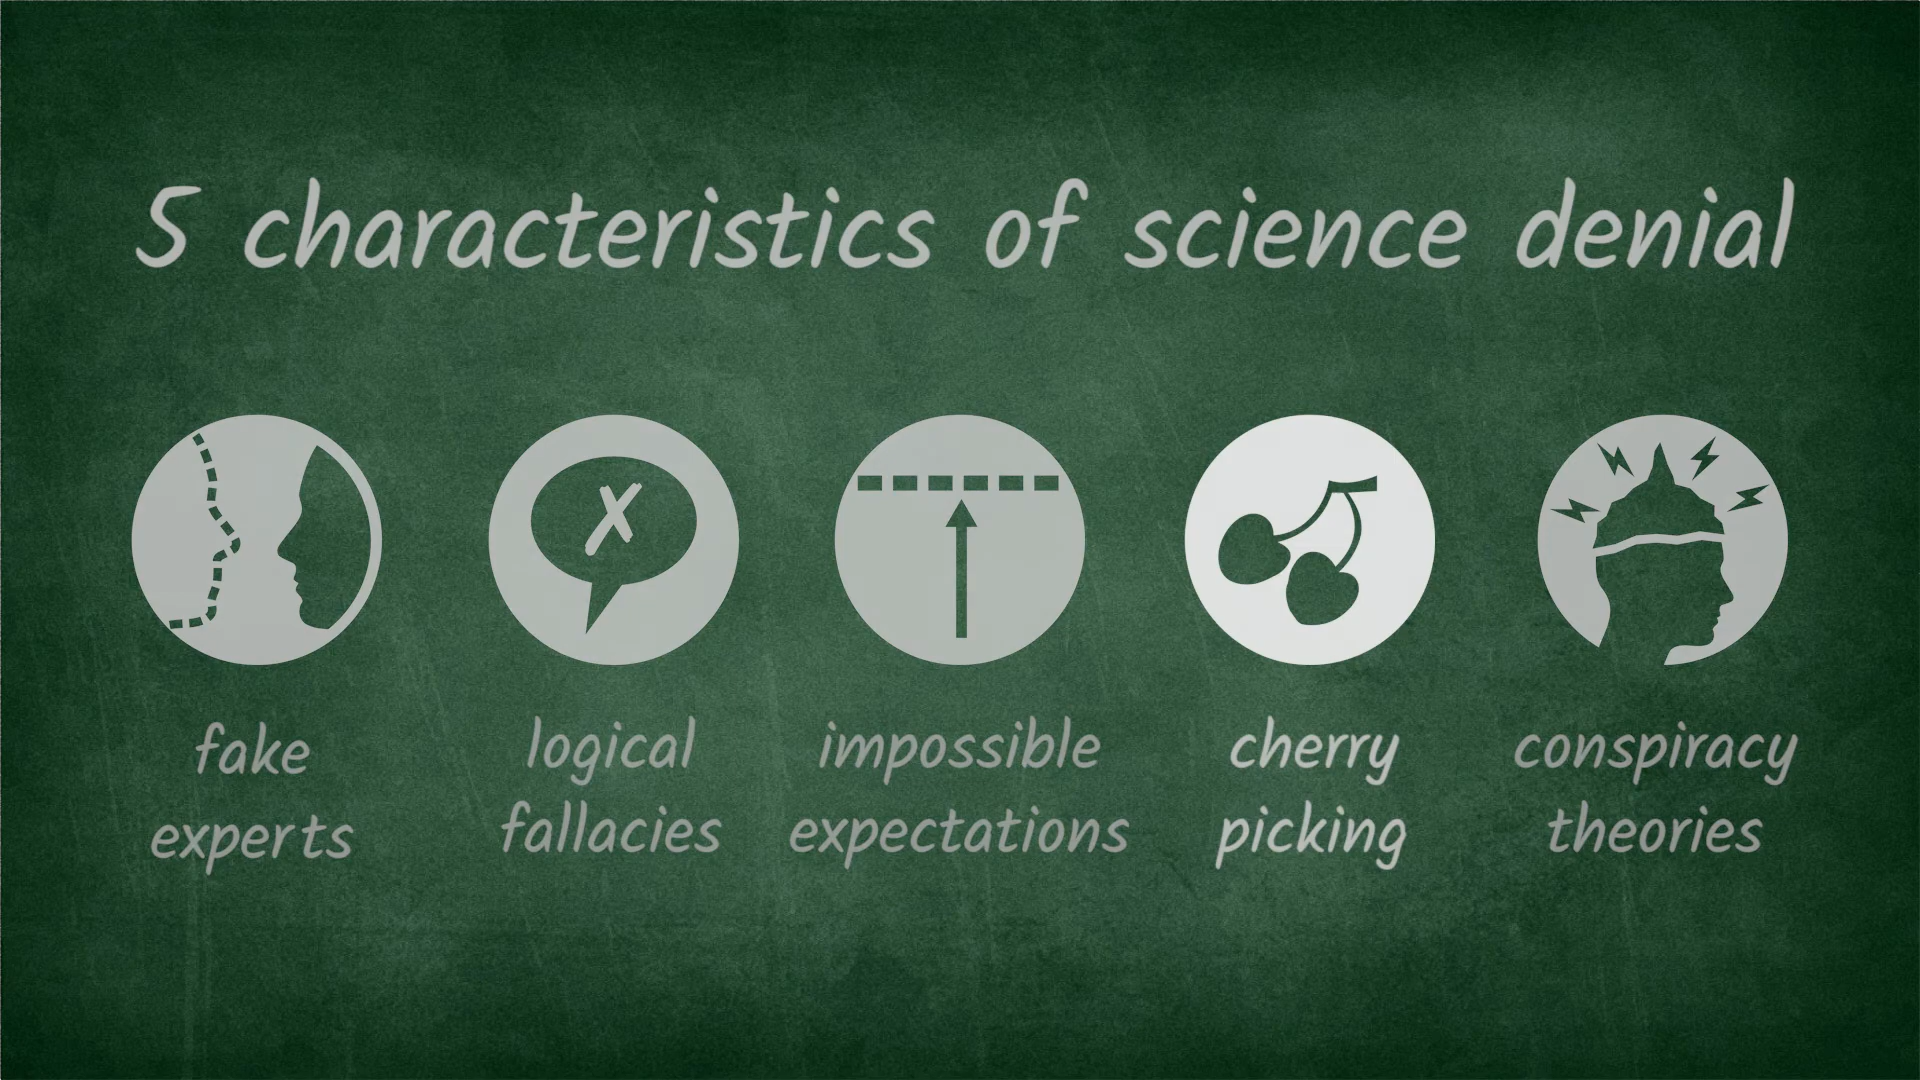 5 characteristics of science denial
X
fake
experts
logical
fallacies
impossible
expectations
cherry
picking
conspiracy
theories